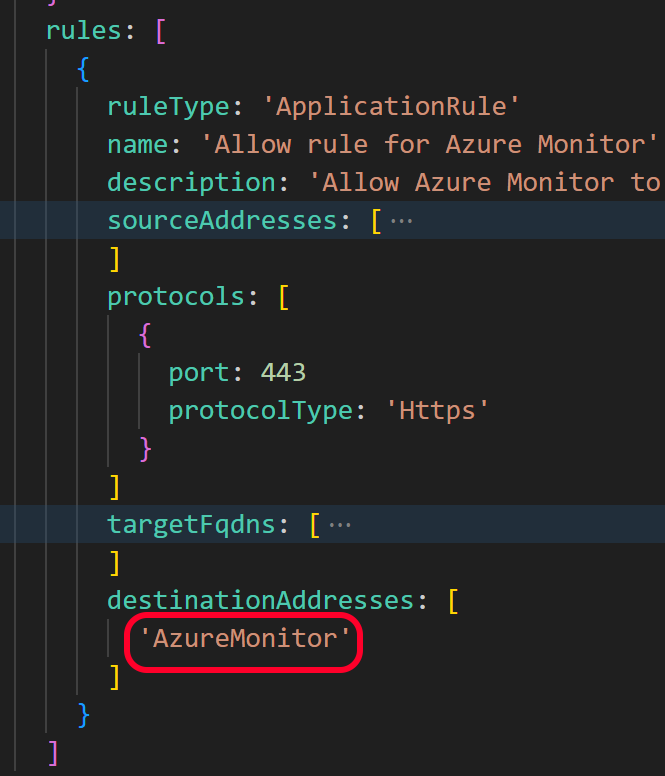 }
rules: [
{
ruleType: 'ApplicationRule'
name: 'Allow rule for Azure Monitor'
description: 'Allow Azure Monitor to
sourceAddresses: [ ···
]
protocols: [
{
port: 443
protocolType: 'Https'
}
]
targetFqdns: [ ···
]
destinationAddresses: [
'AzureMonitor'
]
}
]